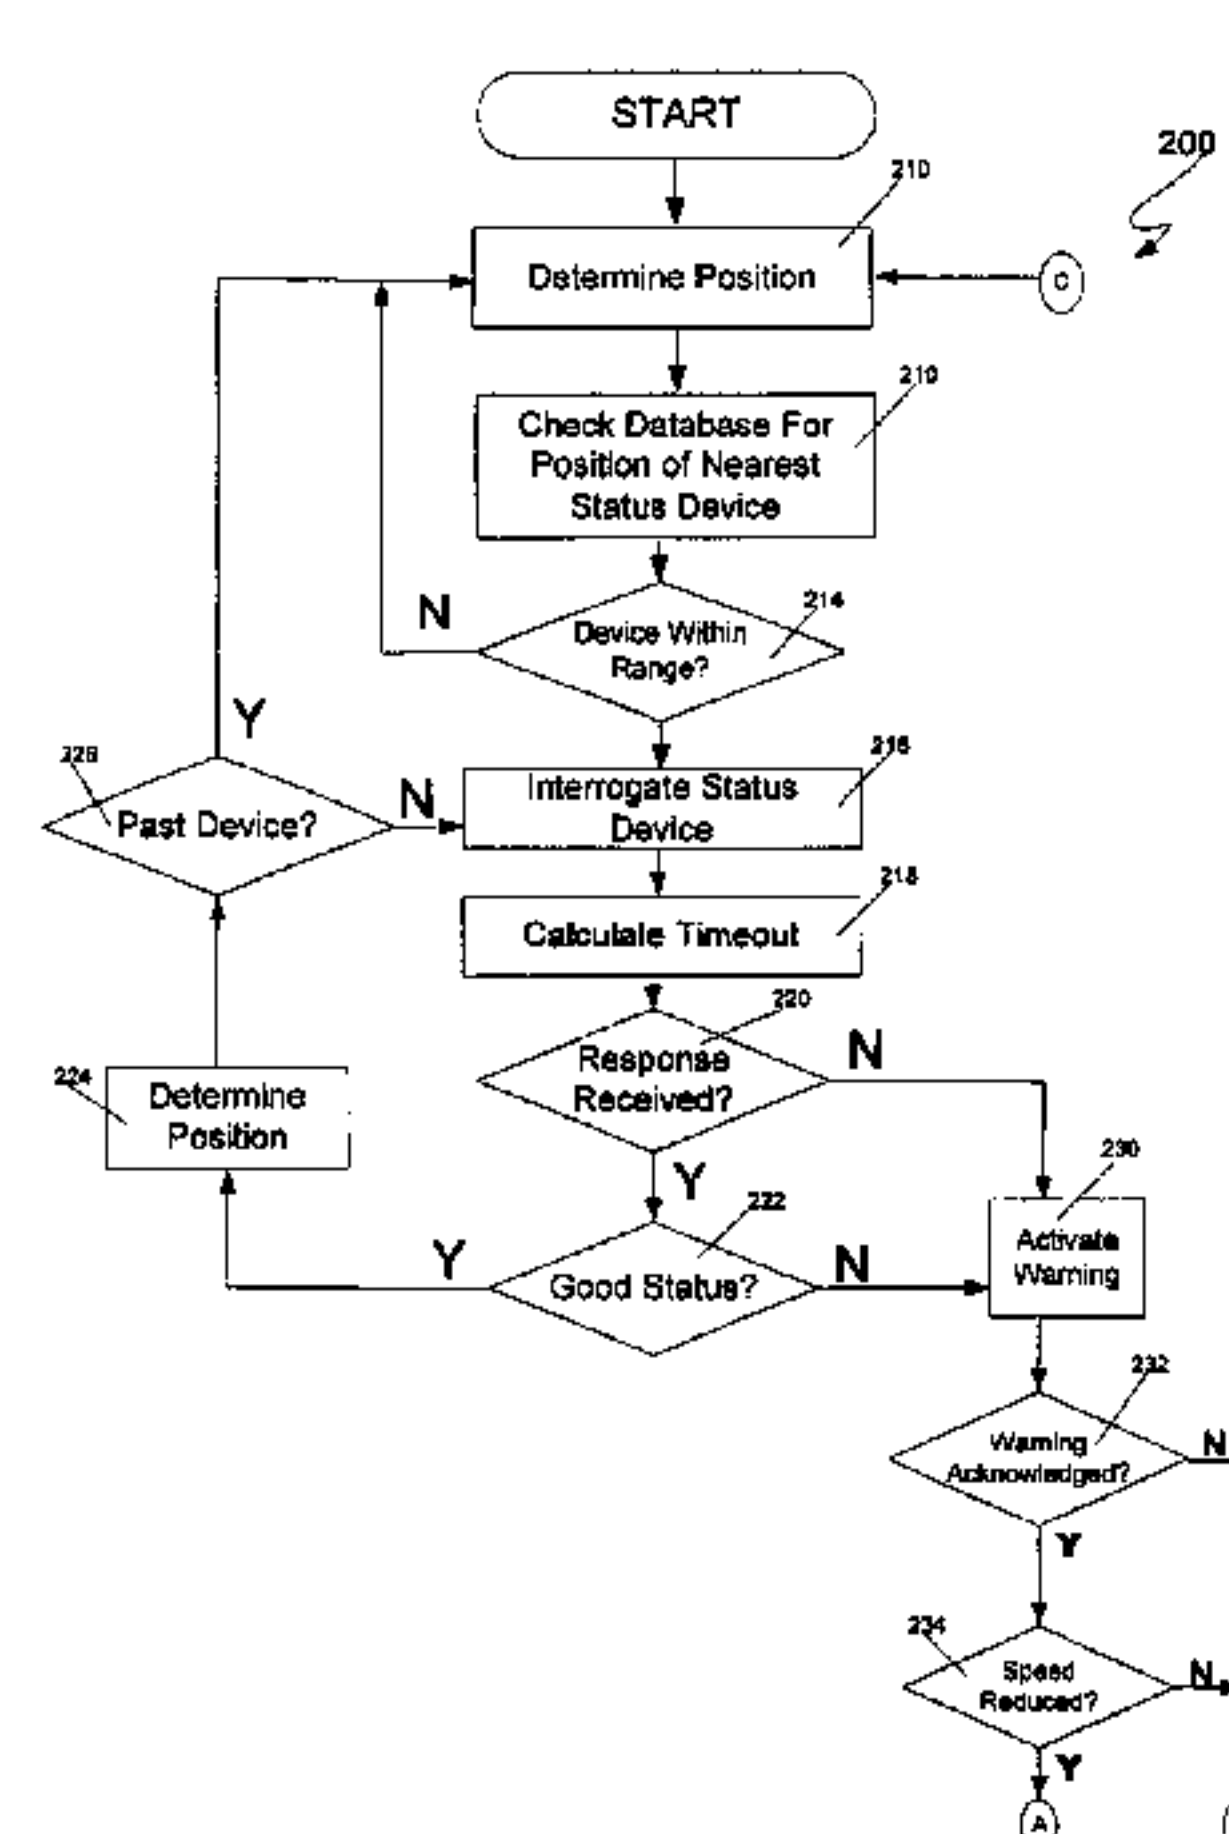 START
200
210
Determine Position
C
210
Check Database For
Position of Nearest
Status Device
N
214
Device Within
Range?
Y
226
Past Device?
N
216
Interrogate Status
Device
218
Calculate Timeout
220
Response
Received?
N
224
Determine
Position
Y
222
Good Status?
Y
N
230
Activate
Warning
232
Warning
Acknowledged?
N
Y
234
Speed
Reduced?
N
Y
A